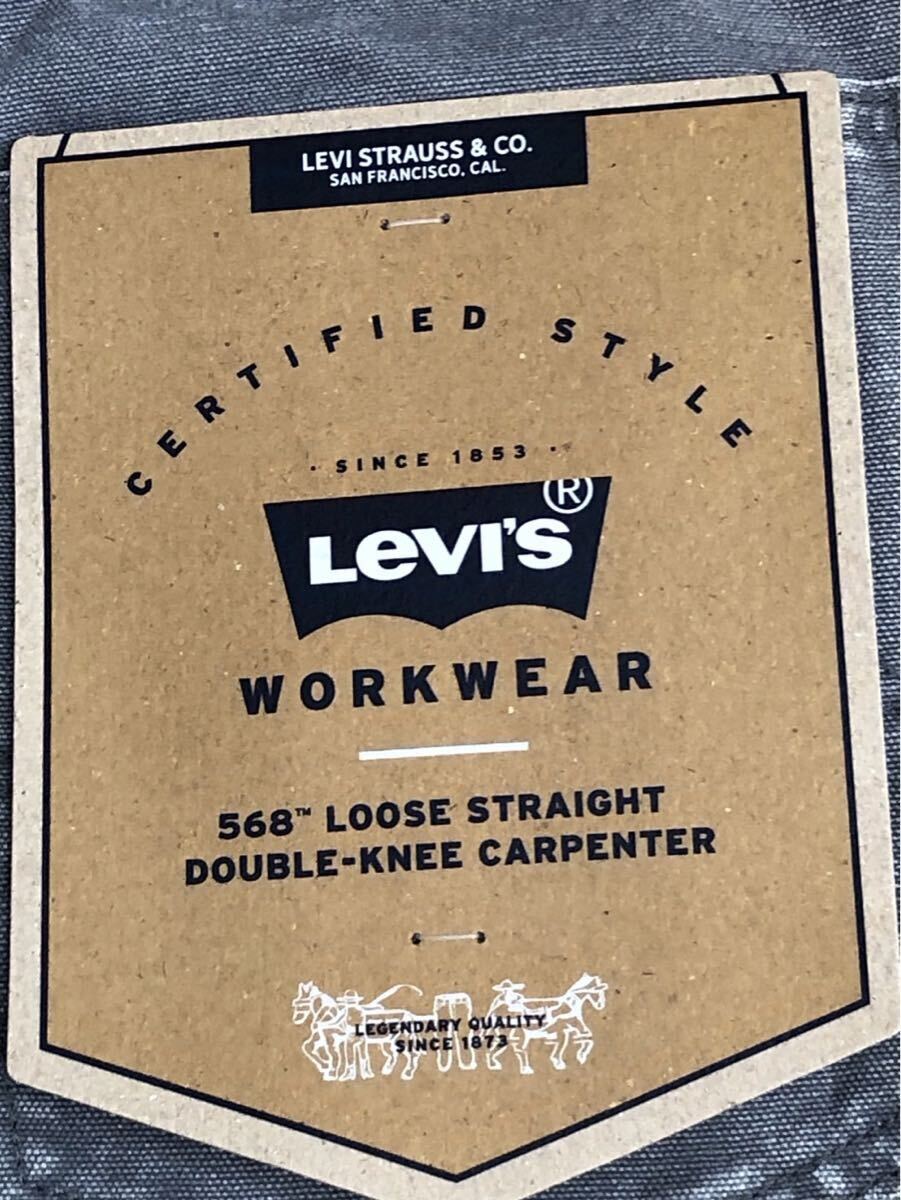 LEVI STRAUSS & CO.
SAN FRANCISCO, CAL.
CERTIFIED STYLE
· SINCE 1853 ·
LEVI'S®
WORKWEAR
568™ LOOSE STRAIGHT
DOUBLE-KNEE CARPENTER
LEGENDARY QUALITY
SINCE 1873